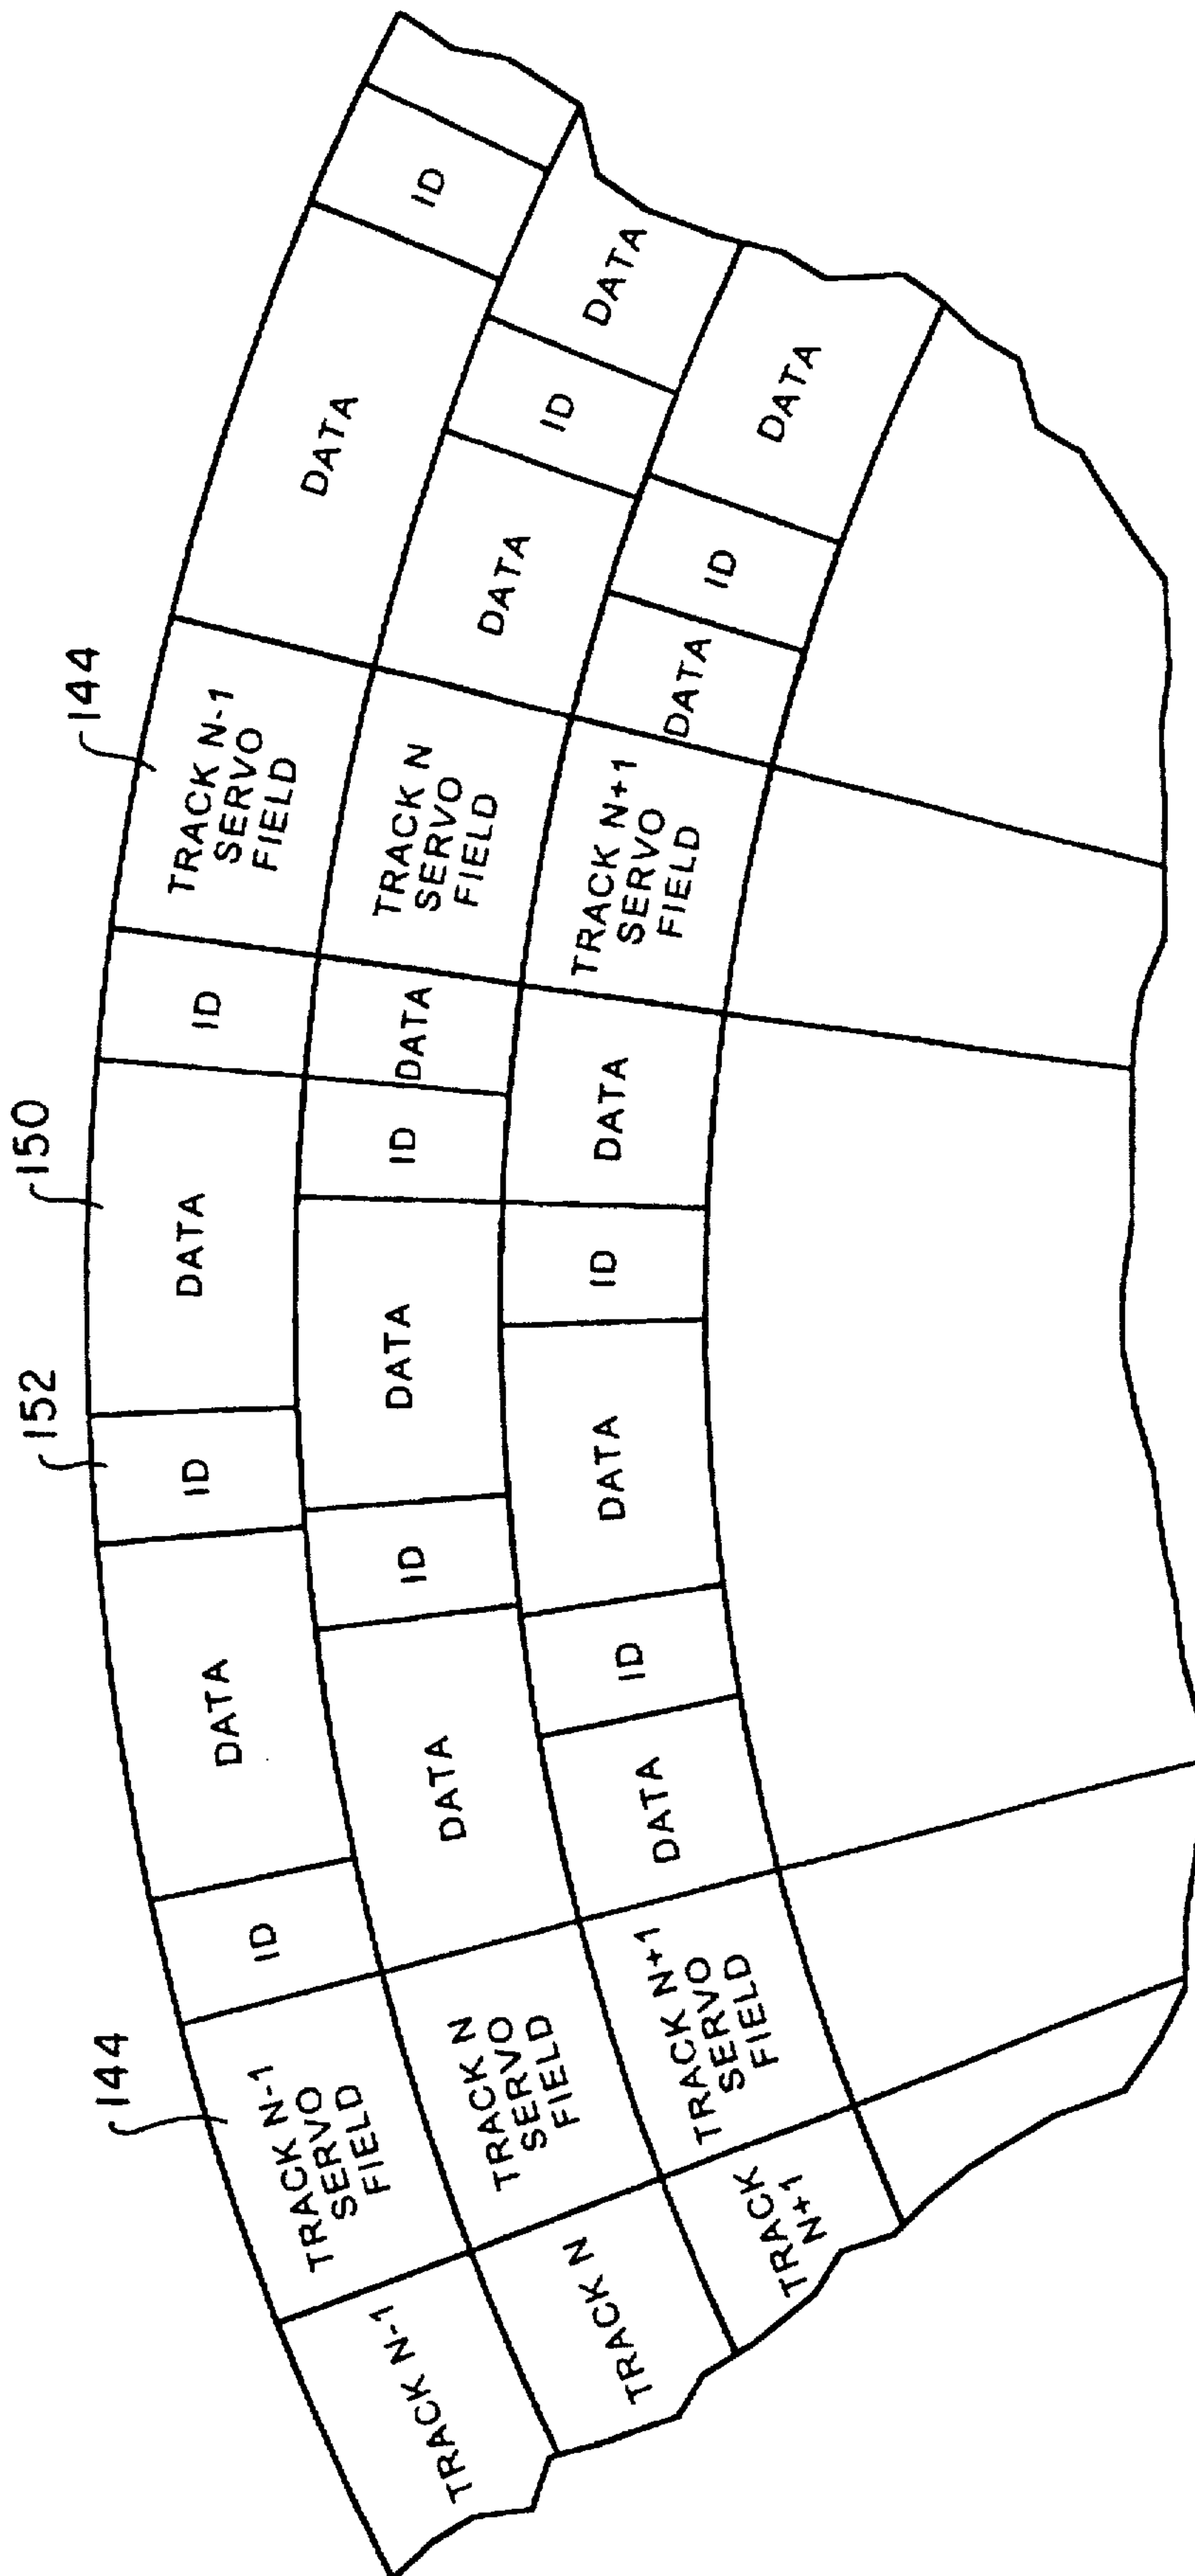 144
152
150
144
TRACK N-1
TRACK N-1
SERVO
FIELD
ID
DATA
ID
DATA
ID
TRACK N-1
SERVO
FIELD
DATA
ID
TRACK N
TRACK N
SERVO
FIELD
DATA
ID
DATA
ID
DATA
TRACK N
SERVO
FIELD
DATA
ID
DATA
TRACK
N+1
TRACK N+1
SERVO
FIELD
DATA
ID
DATA
ID
DATA
TRACK N+1
SERVO
FIELD
DATA
ID
DATA